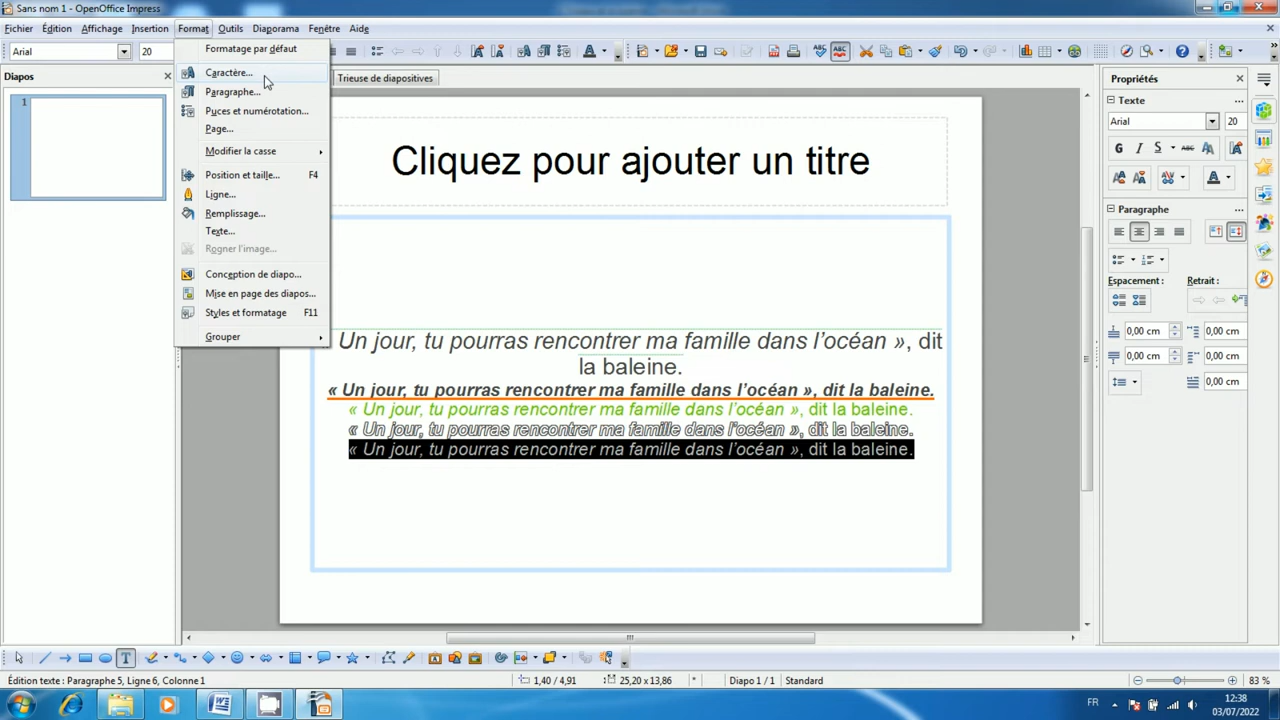 Sans nom 1 - OpenOffice Impress
Fichier Édition Affichage Insertion Format Outils Diaporama Fenêtre Aide
Arial 20
Diapos
1
Formatage par défaut
Caractère...
Paragraphe...
Puces et numérotation...
Page...
Modifier la casse
Position et taille... F4
Ligne...
Remplissage...
Texte...
Rogner l'image...
Conception de diapo...
Mise en page des diapos...
Styles et formatage F11
Grouper
Trieuse de diapositives
Cliquez pour ajouter un titre
Un jour, tu pourras rencontrer ma famille dans l’océan », dit
la baleine.
« Un jour, tu pourras rencontrer ma famille dans l’océan », dit la baleine.
« Un jour, tu pourras rencontrer ma famille dans l’océan », dit la baleine.
« Un jour, tu pourras rencontrer ma famille dans l’océan », dit la baleine.
« Un jour, tu pourras rencontrer ma famille dans l’océan », dit la baleine.
Propriétés
Texte
Arial 20
G I S ABC
Paragraphe
Espacement : Retrait :
0,00 cm 0,00 cm
0,00 cm 0,00 cm
0,00 cm
Édition texte : Paragraphe 5, Ligne 6, Colonne 1 1,40 / 4,91 25,20 x 13,86 * Diapo 1 / 1 Standard 83 %
FR 12:38
03/07/2022